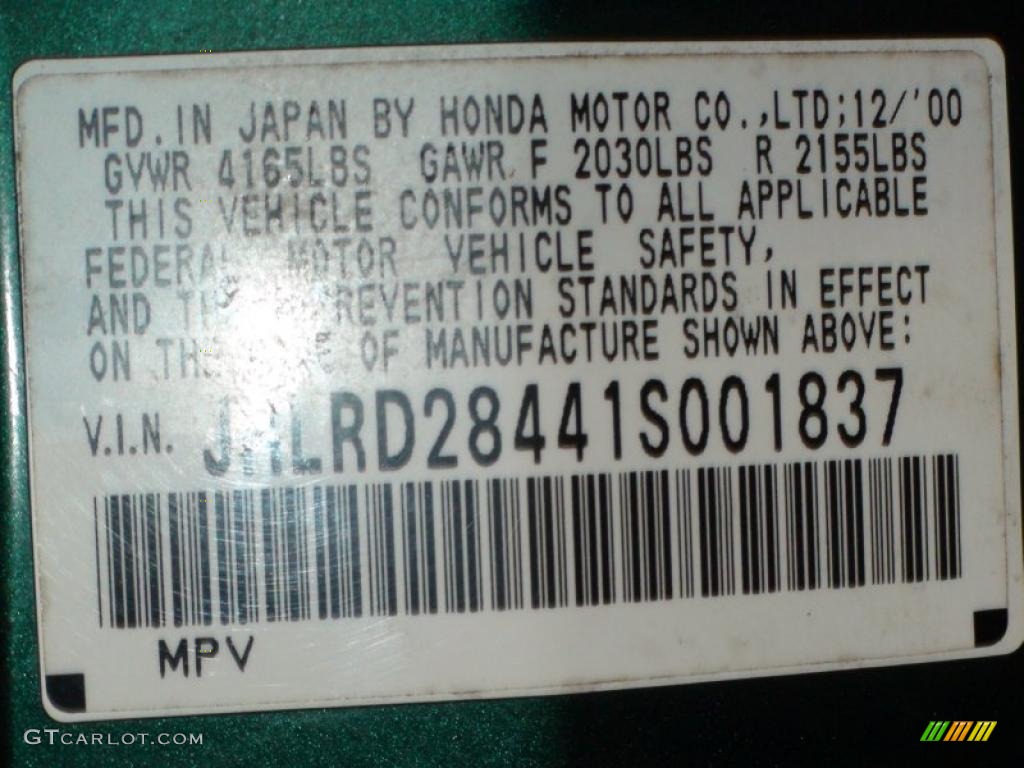 MFD. IN JAPAN BY HONDA MOTOR CO.,LTD;12/'00
GVWR 4165LBS GAWR F 2030LBS R 2155LBS
THIS VEHICLE CONFORMS TO ALL APPLICABLE
FEDERAL MOTOR VEHICLE SAFETY,
AND PREVENTION STANDARDS IN EFFECT
ON THE OF MANUFACTURE SHOWN ABOVE:
V.I.N. JHLRD28441S001837
MPV
GTCARLOT.COM